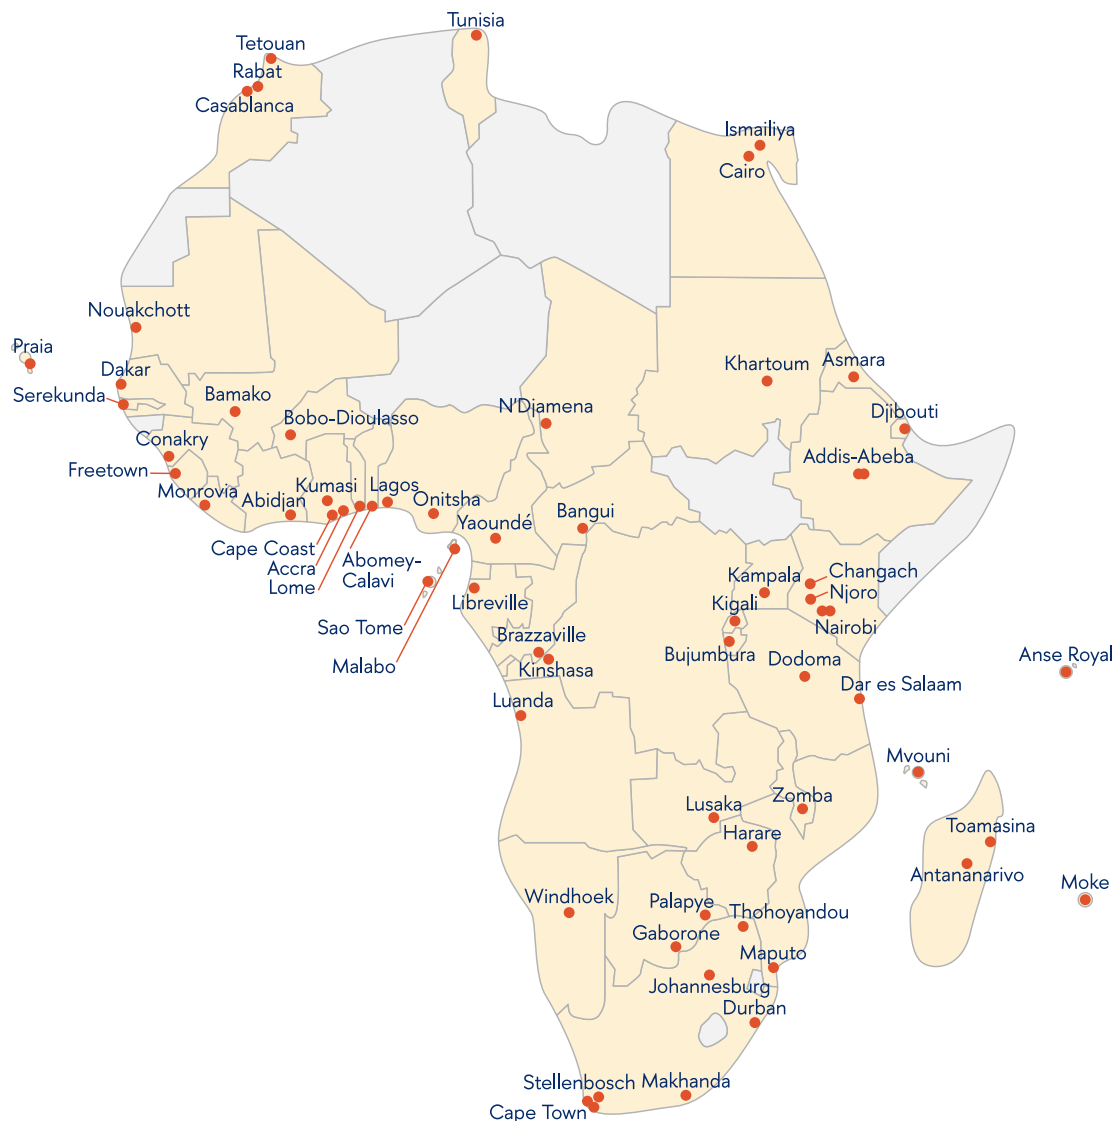 Tunisia
Tetouan
Rabat
Casablanca
Ismailiya
Cairo
Nouakchott
Praia
Dakar
Serekunda
Bamako
Bobo-Dioulasso
N'Djamena
Khartoum
Asmara
Djibouti
Conakry
Freetown
Monrovia
Abidjan
Kumasi
Lagos
Onitsha
Yaoundé
Bangui
Addis-Abeba
Cape Coast
Accra
Lome
Abomey-
Calavi
Sao Tome
Malabo
Libreville
Brazzaville
Kinshasa
Luanda
Kampala
Kigali
Bujumbura
Changach
Njoro
Nairobi
Dodoma
Dar es Salaam
Anse Royal
Mvouni
Zomba
Lusaka
Harare
Toamasina
Antananarivo
Moke
Windhoek
Palapye
Gaborone
Thohoyandou
Maputo
Johannesburg
Durban
Stellenbosch
Makhanda
Cape Town